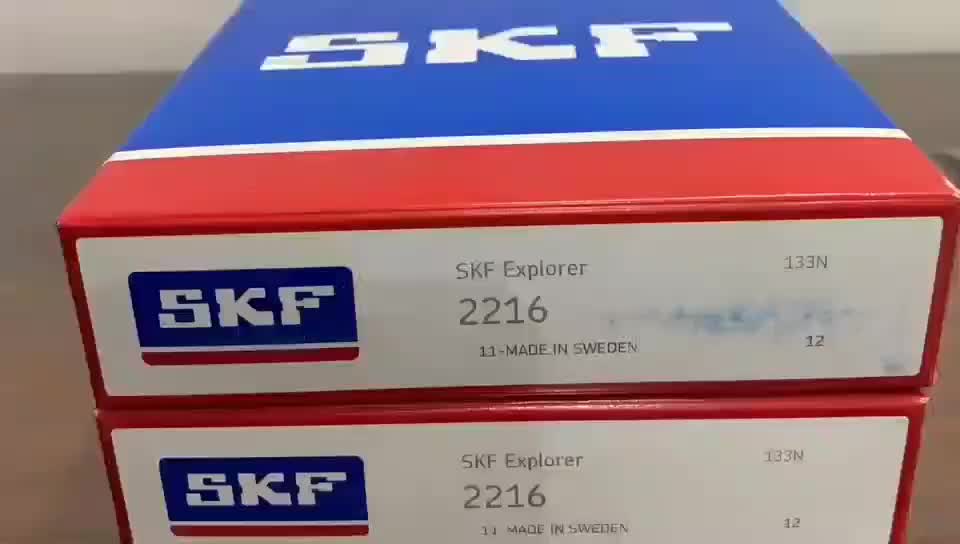 SKF
SKF
SKF Explorer
133N
2216
11-MADE IN SWEDEN
12
SKF
SKF Explorer
133N
2216
11-MADE IN SWEDEN
12